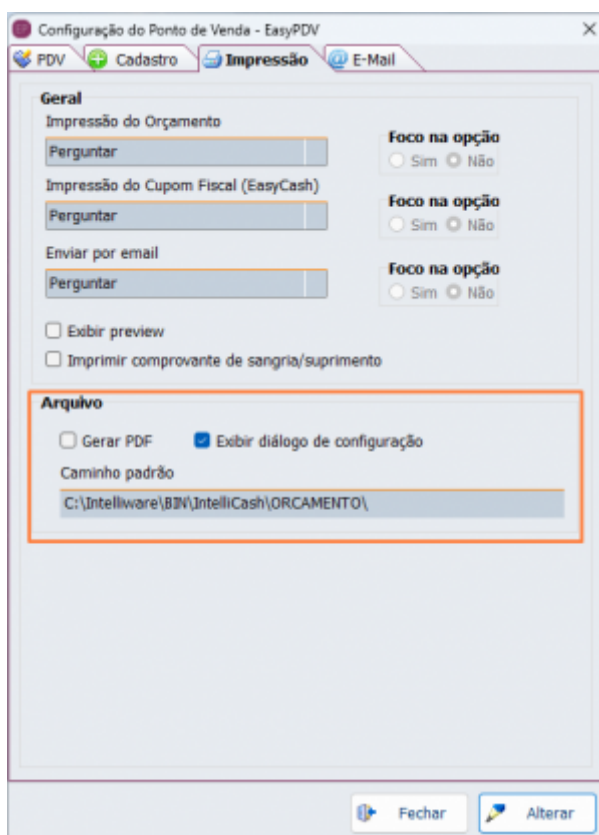 Configuração do Ponto de Venda - EasyPDV
PDV Cadastro Impressão E-Mail
Geral
Impressão do Orçamento
Perguntar
Foco na opção
Sim Não
Impressão do Cupom Fiscal (EasyCash)
Perguntar
Foco na opção
Sim Não
Enviar por email
Perguntar
Foco na opção
Sim Não
Exibir preview
Imprimir comprovante de sangria/suprimento
Arquivo
Gerar PDF Exibir diálogo de configuração
Caminho padrão
C:\Intelliware\BIN\IntelliCash\ORCAMENTO\
Fechar Alterar